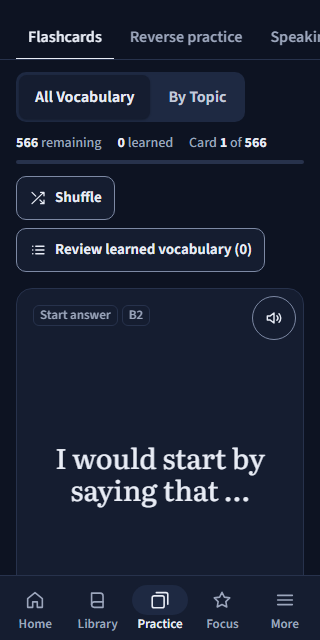 Flashcards Reverse practice Speakin
All Vocabulary By Topic
566 remaining 0 learned Card 1 of 566
Shuffle
Review learned vocabulary (0)
Start answer B2
I would start by
saying that ...
Home Library Practice Focus More